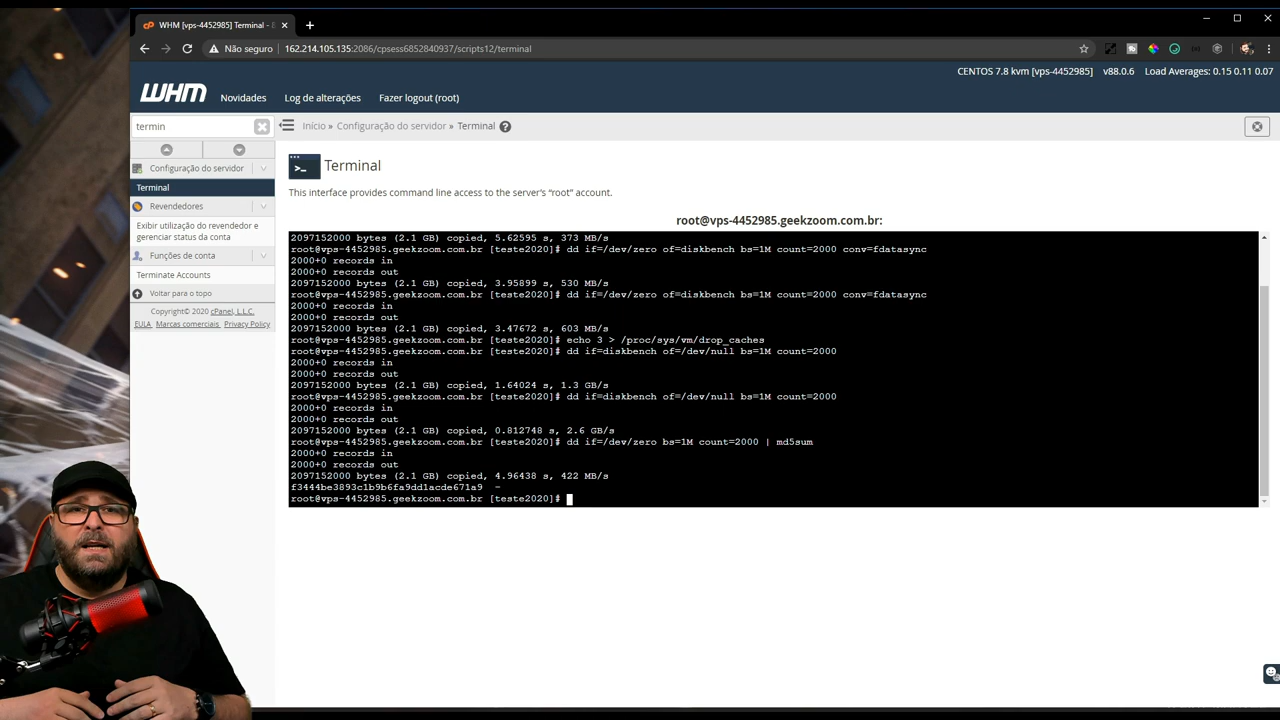 WHM [vps-4452985] Terminal - 8
Não seguro
162.214.105.135:2086/cpsess6852840937/scripts12/terminal
CENTOS 7.8 kvm [vps-4452985] v88.0.6 Load Averages: 0.15 0.11 0.07
WHM
Novidades
Log de alterações
Fazer logout (root)
termin
Início » Configuração do servidor » Terminal
Configuração do servidor
Terminal
Revendedores
Exibir utilização do revendedor e
gerenciar status da conta
Funções de conta
Terminate Accounts
Voltar para o topo
Copyright© 2020 cPanel, L.L.C.
EULA Marcas comerciais Privacy Policy
Terminal
This interface provides command line access to the server's “root” account.
root@vps-4452985.geekzoom.com.br:
2097152000 bytes (2.1 GB) copied, 5.62595 s, 373 MB/s
root@vps-4452985.geekzoom.com.br [teste2020]# dd if=/dev/zero of=diskbench bs=1M count=2000 conv=fdatasync
2000+0 records in
2000+0 records out
2097152000 bytes (2.1 GB) copied, 3.95899 s, 530 MB/s
root@vps-4452985.geekzoom.com.br [teste2020]# dd if=/dev/zero of=diskbench bs=1M count=2000 conv=fdatasync
2000+0 records in
2000+0 records out
2097152000 bytes (2.1 GB) copied, 3.47672 s, 603 MB/s
root@vps-4452985.geekzoom.com.br [teste2020]# echo 3 > /proc/sys/vm/drop_caches
root@vps-4452985.geekzoom.com.br [teste2020]# dd if=diskbench of=/dev/null bs=1M count=2000
2000+0 records in
2000+0 records out
2097152000 bytes (2.1 GB) copied, 1.64024 s, 1.3 GB/s
root@vps-4452985.geekzoom.com.br [teste2020]# dd if=diskbench of=/dev/null bs=1M count=2000
2000+0 records in
2000+0 records out
2097152000 bytes (2.1 GB) copied, 0.812748 s, 2.6 GB/s
root@vps-4452985.geekzoom.com.br [teste2020]# dd if=/dev/zero bs=1M count=2000 | md5sum
2000+0 records in
2000+0 records out
2097152000 bytes (2.1 GB) copied, 4.96438 s, 422 MB/s
f3444be3893c1b9b6fa9dd1acde671a9 -
root@vps-4452985.geekzoom.com.br [teste2020]#